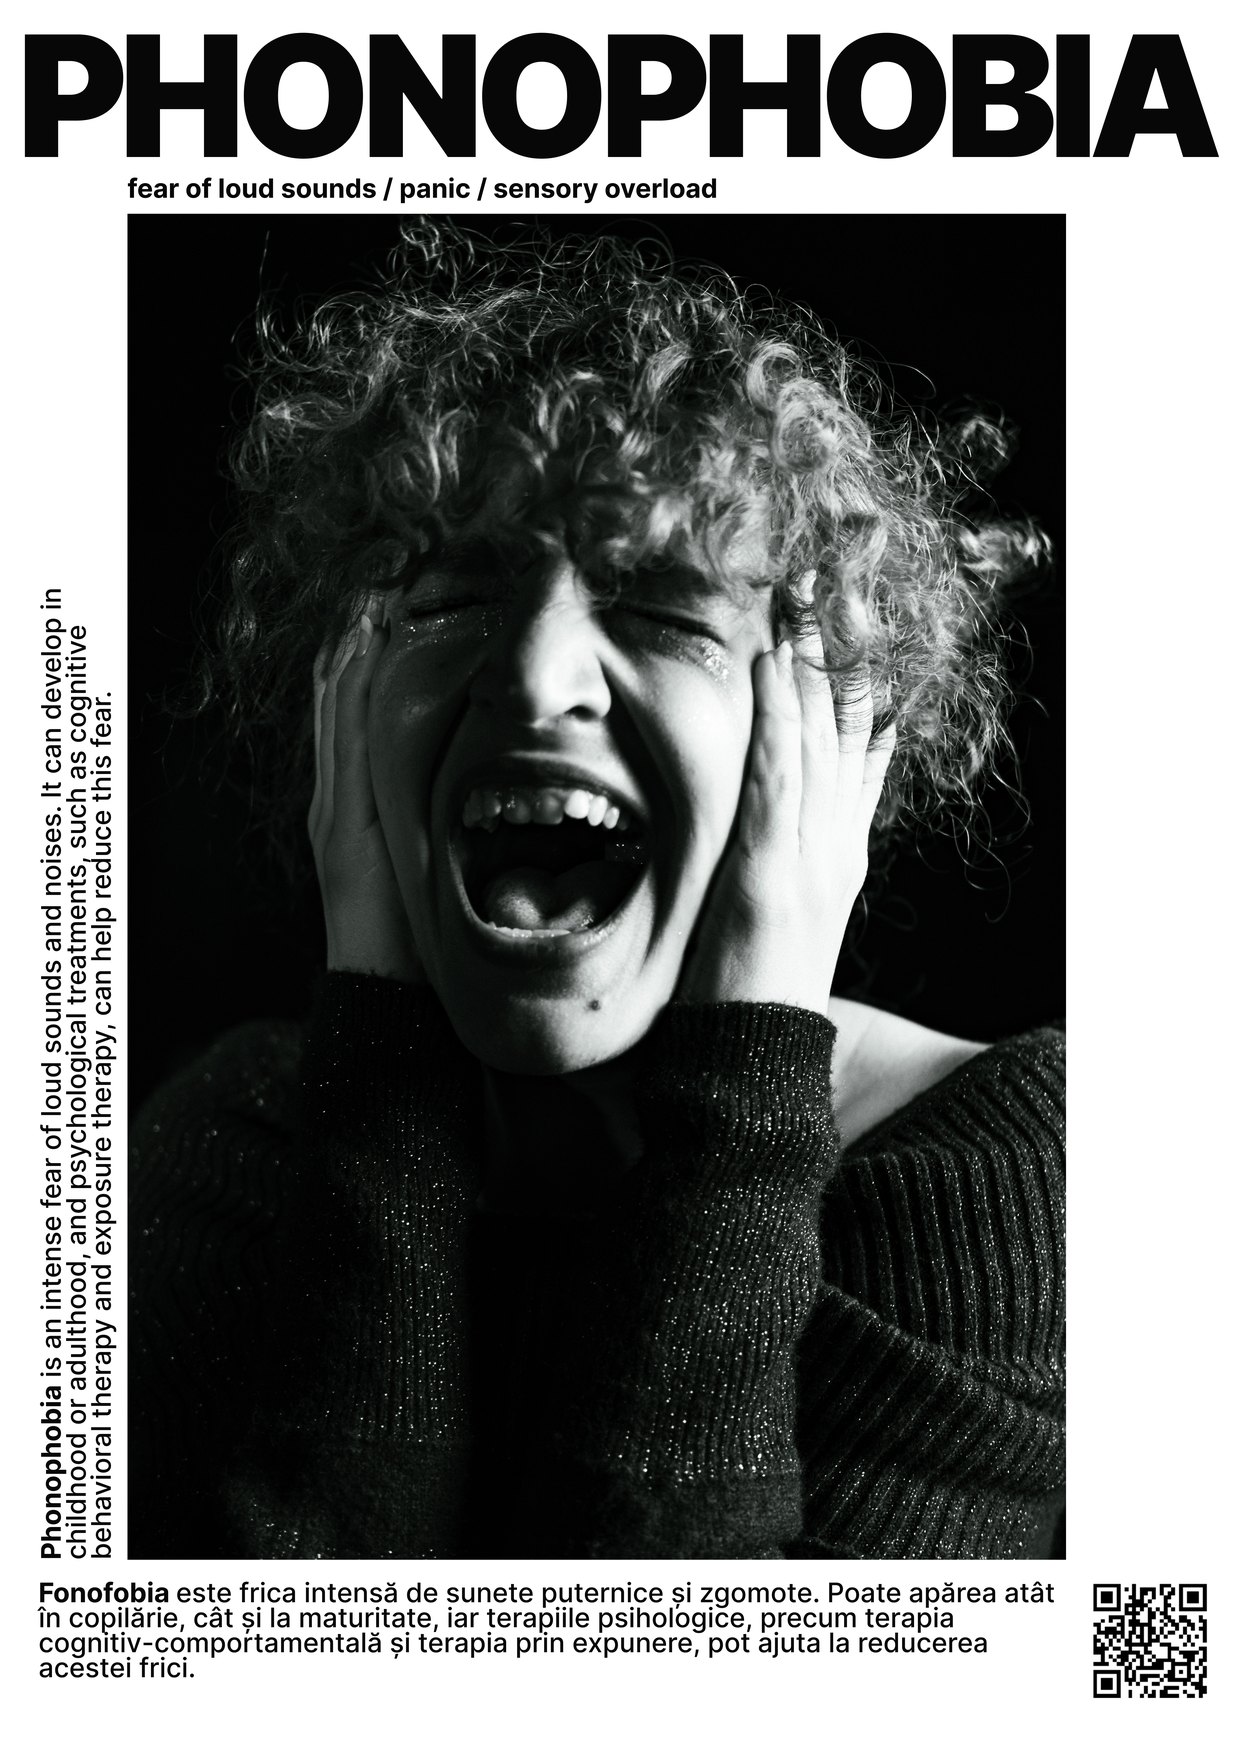 PHONOPHOBIA
fear of loud sounds / panic / sensory overload
Phonophobia is an intense fear of loud sounds and noises. It can develop in
childhood or adulthood, and psychological treatments, such as cognitive
behavioral therapy and exposure therapy, can help reduce this fear.
Fonofobia este frica intensă de sunete puternice și zgomote. Poate apărea atât
în copilărie, cât și la maturitate, iar terapiile psihologice, precum terapia
cognitiv-comportamentală și terapia prin expunere, pot ajuta la reducerea
acestei frici.